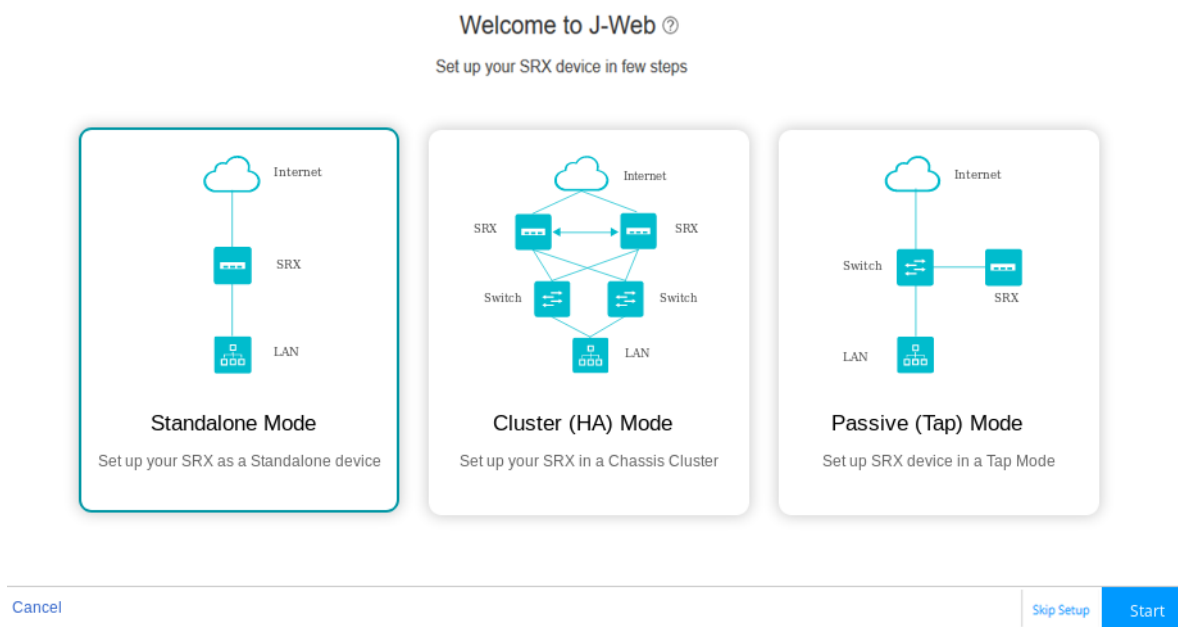 Welcome to J-Web
Set up your SRX device in few steps
Internet
SRX
LAN
Standalone Mode
Set up your SRX as a Standalone device
Internet
SRX
SRX
Switch
Switch
LAN
Cluster (HA) Mode
Set up your SRX in a Chassis Cluster
Internet
Switch
SRX
LAN
Passive (Tap) Mode
Set up SRX device in a Tap Mode
Cancel
Skip Setup
Start